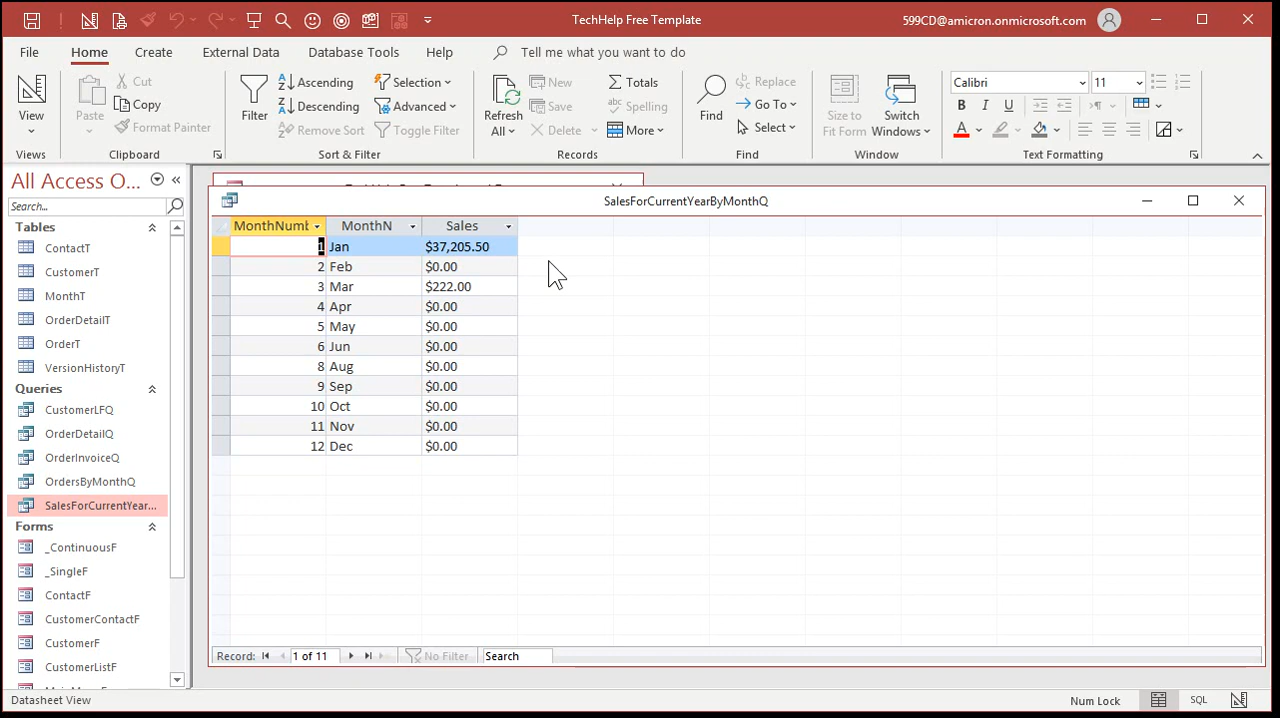 TechHelp Free Template
599CD@amicron.onmicrosoft.com
File Home Create External Data Database Tools Help Tell me what you want to do
View
Views
Paste
Cut
Copy
Format Painter
Clipboard
Filter
Ascending
Descending
Remove Sort
Selection
Advanced
Toggle Filter
Sort & Filter
Refresh
All
New
Save
Delete
Totals
Spelling
More
Records
Find
Replace
Go To
Select
Find
Size to
Fit Form
Switch
Windows
Window
Calibri 11
B I U
A
Text Formatting
All Access O...
Search...
Tables
ContactT
CustomerT
MonthT
OrderDetailT
OrderT
VersionHistoryT
Queries
CustomerLFQ
OrderDetailQ
OrderInvoiceQ
OrdersByMonthQ
SalesForCurrentYear...
Forms
_ContinuousF
_SingleF
ContactF
CustomerContactF
CustomerF
CustomerListF
SalesForCurrentYearByMonthQ
MonthNumb MonthN Sales
1 Jan $37,205.50
2 Feb $0.00
3 Mar $222.00
4 Apr $0.00
5 May $0.00
6 Jun $0.00
8 Aug $0.00
9 Sep $0.00
10 Oct $0.00
11 Nov $0.00
12 Dec $0.00
Record: 1 of 11 No Filter Search
Datasheet View
Num Lock SQL